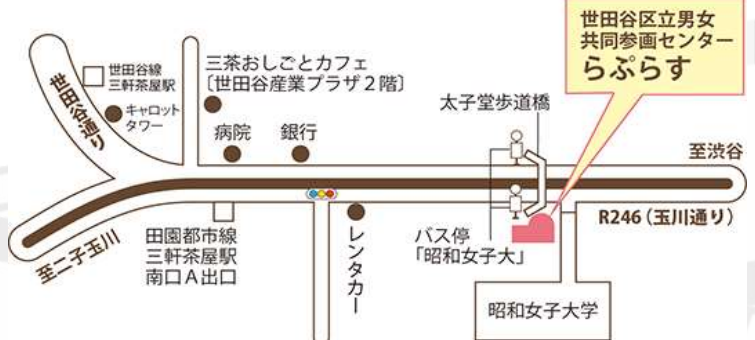 世田谷区立男女
共同参画センター
らぷらす
世田谷線
三軒茶屋駅
三茶おしごとカフェ
〔世田谷産業プラザ２階〕
世田谷通り
キャロット
タワー
病院
銀行
太子堂歩道橋
至渋谷
R246（玉川通り）
至二子玉川
田園都市線
三軒茶屋駅
南口A出口
レンタカー
バス停
「昭和女子大」
昭和女子大学